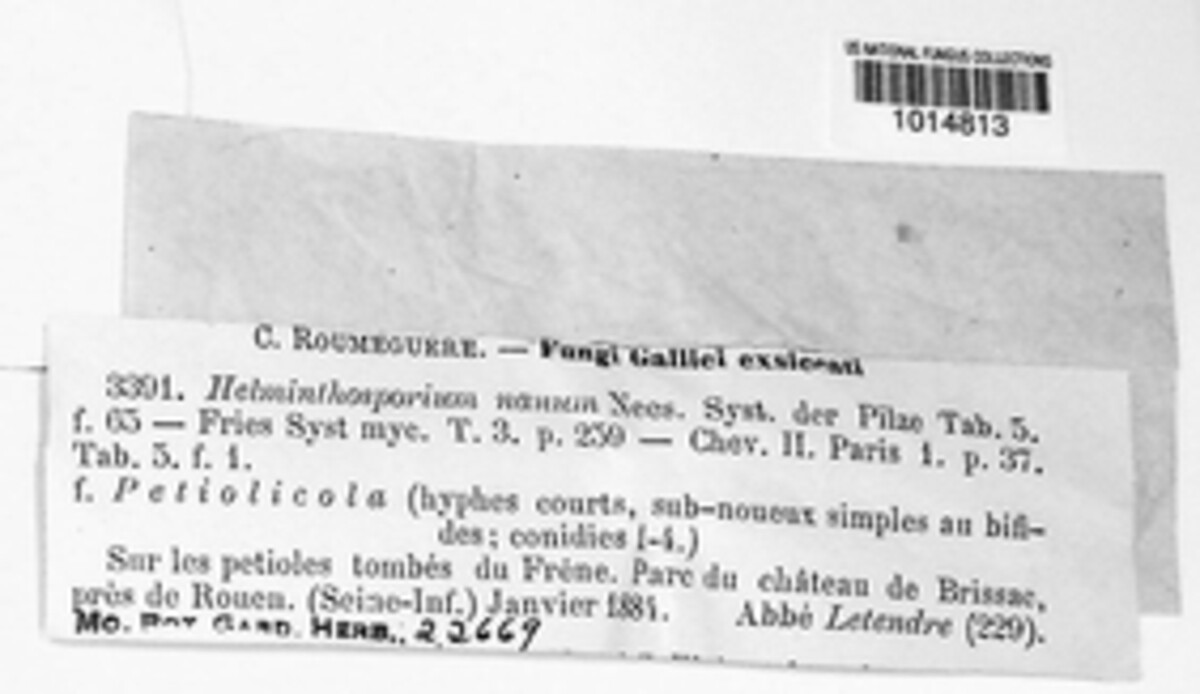 US NATIONAL FUNGUS COLLECTIONS
1014813
C. ROUMEGUERE. — Fungi Gallici exsiccati
3391. Helminthosporium nanum Nees. Syst. der Pilze Tab. 5.
f. 65 — Fries Syst myc. T. 3. p. 259 — Chev. II. Paris 1. p. 37.
Tab. 5. f. 1.
f. Petiolicola (hyphes courts, sub-noueux simples au bifi-
des; conidies 1-4.)
Sur les petioles tombés du Frêne. Parc du château de Brissac,
près de Rouen. (Seine-Inf.) Janvier 1881. Abbé Letendre (229).
MO. BOT GARD. HERB.,